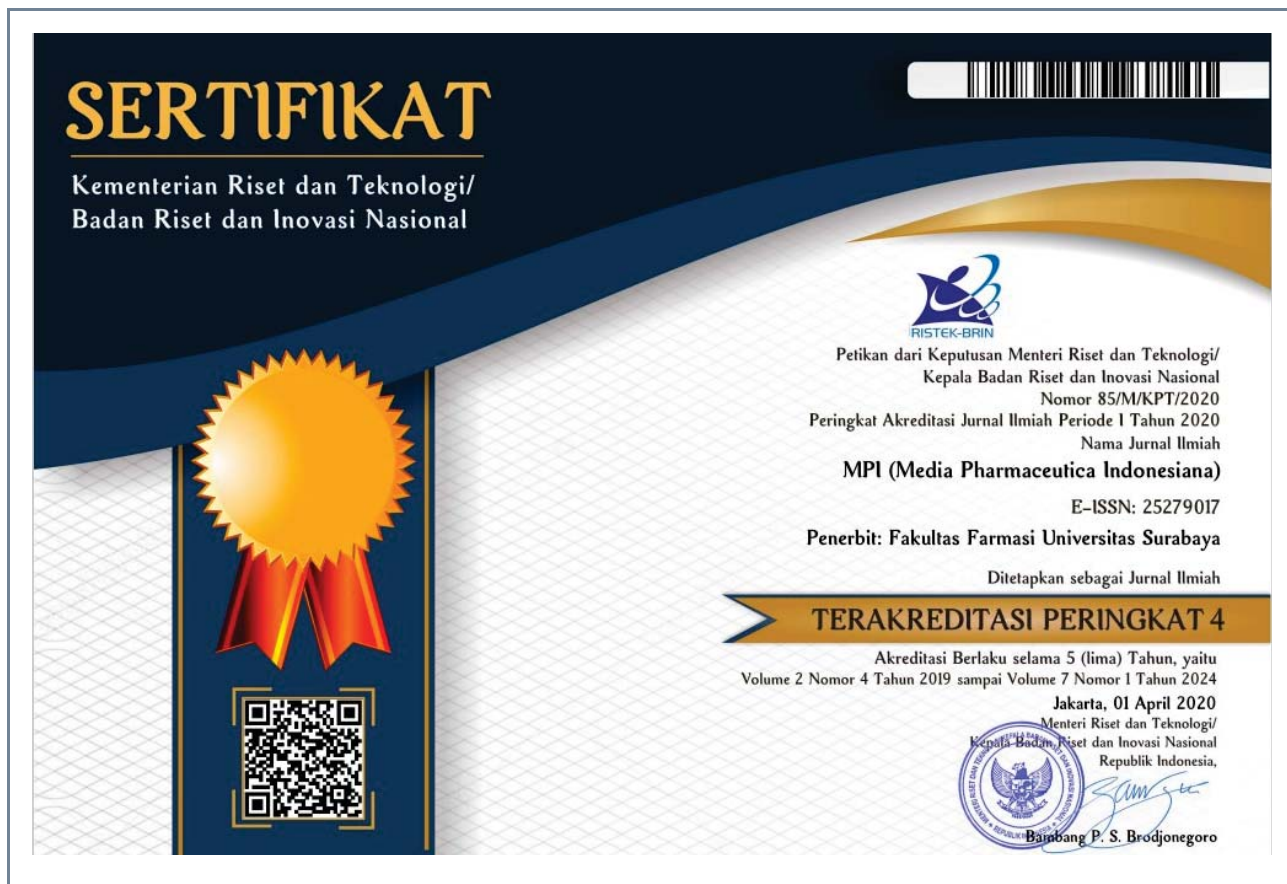 SERTIFIKAT
Kementerian Riset dan Teknologi/
Badan Riset dan Inovasi Nasional
RISTEK-BRIN
Petikan dari Keputusan Menteri Riset dan Teknologi/
Kepala Badan Riset dan Inovasi Nasional
Nomor 85/M/KPT/2020
Peringkat Akreditasi Jurnal Ilmiah Periode I Tahun 2020
Nama Jurnal Ilmiah
MPI (Media Pharmaceutica Indonesiana)
E-ISSN: 25279017
Penerbit: Fakultas Farmasi Universitas Surabaya
Ditetapkan sebagai Jurnal Ilmiah
TERAKREDITASI PERINGKAT 4
Akreditasi Berlaku selama 5 (lima) Tahun, yaitu
Volume 2 Nomor 4 Tahun 2019 sampai Volume 7 Nomor 1 Tahun 2024
Jakarta, 01 April 2020
Menteri Riset dan Teknologi/
Kepala Badan Riset dan Inovasi Nasional
Republik Indonesia,
Bambang P. S. Brodjonegoro